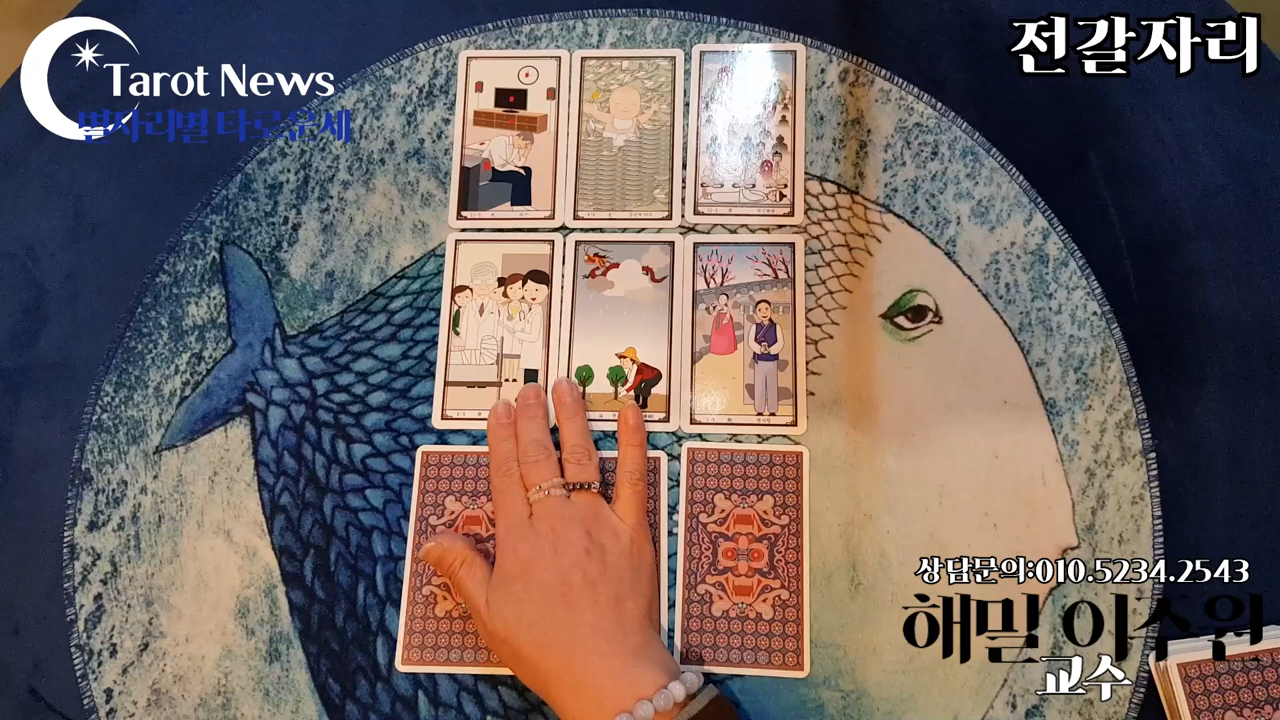 Tarot News
별자리별 타로운세
전갈자리
상담문의:010.5234.2543
해밀 이주원
교수